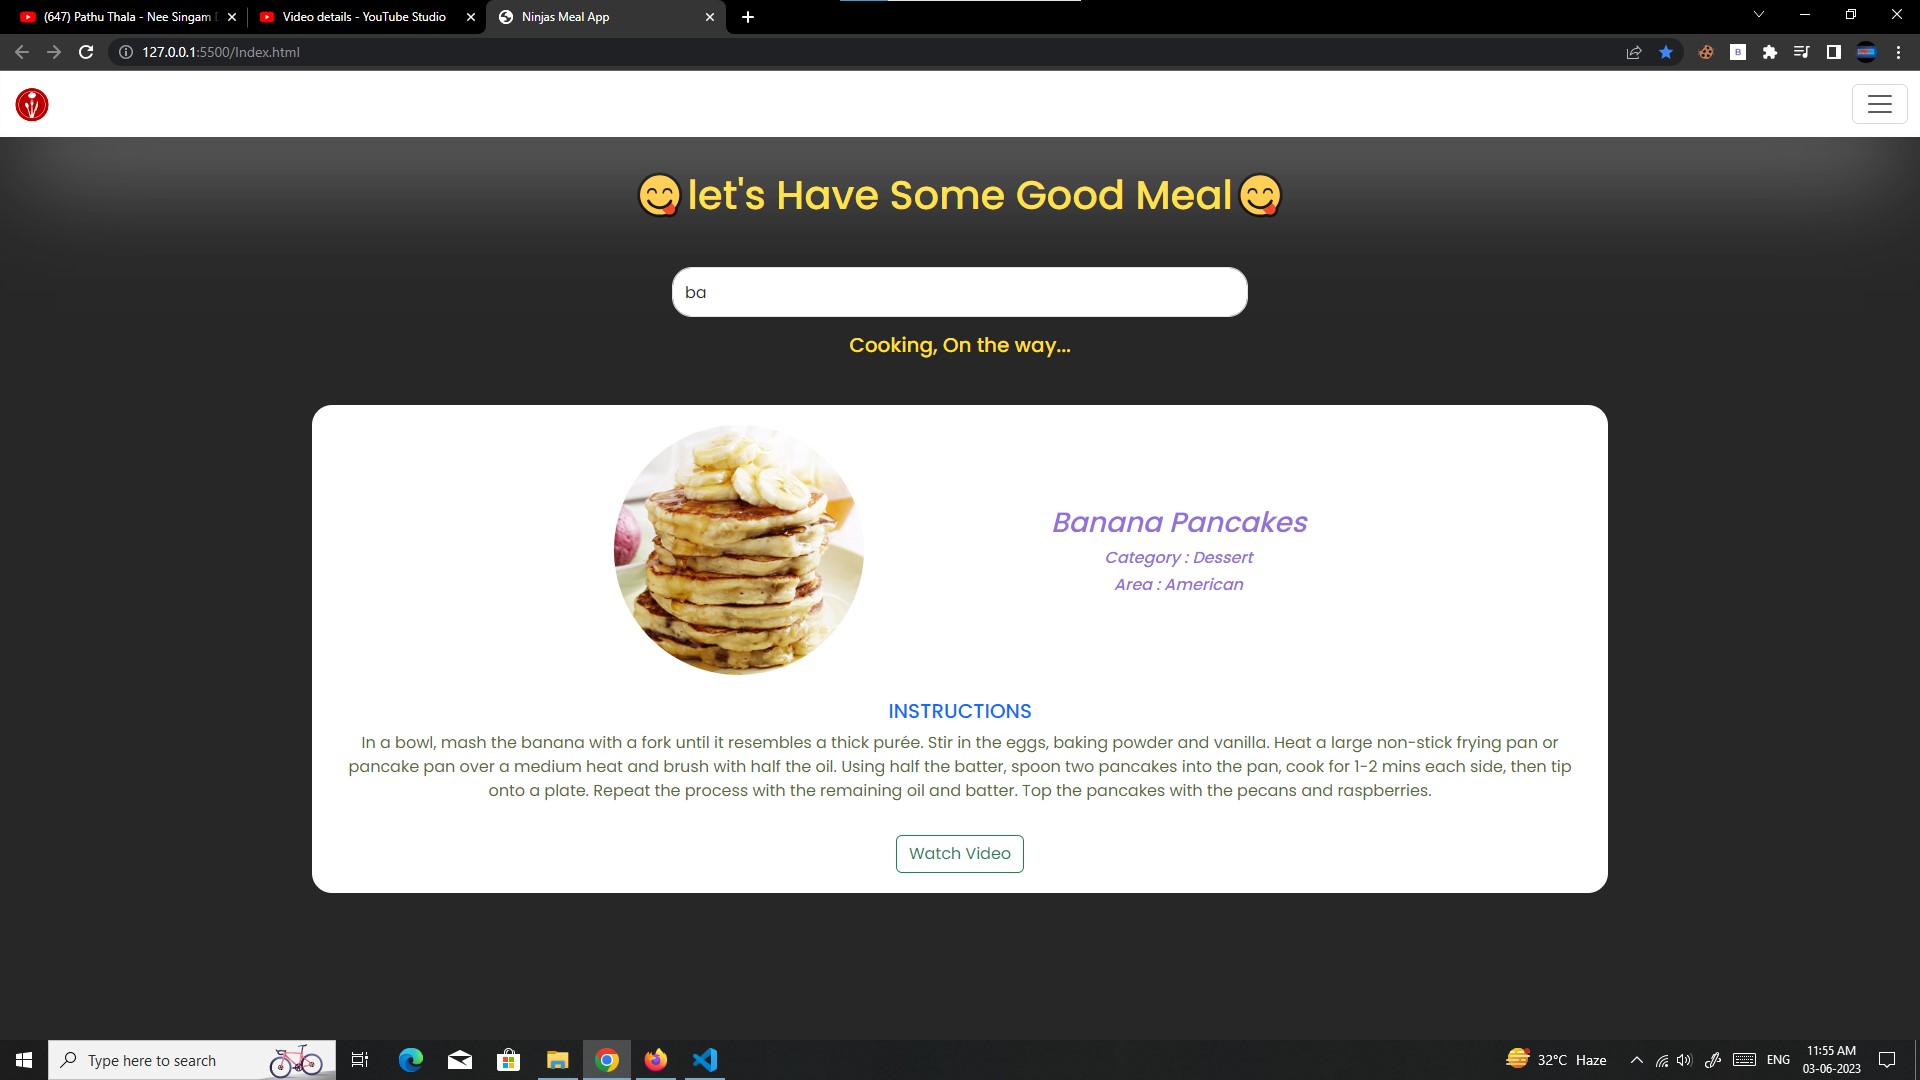 (647) Pathu Thala - Nee Singam
Video details - YouTube Studio
Ninjas Meal App
127.0.0.1:5500/Index.html
B
😋let's Have Some Good Meal😋
ba
Cooking, On the way...
Banana Pancakes
Category : Dessert
Area : American
INSTRUCTIONS
In a bowl, mash the banana with a fork until it resembles a thick purée. Stir in the eggs, baking powder and vanilla. Heat a large non-stick frying pan or
pancake pan over a medium heat and brush with half the oil. Using half the batter, spoon two pancakes into the pan, cook for 1-2 mins each side, then tip
onto a plate. Repeat the process with the remaining oil and batter. Top the pancakes with the pecans and raspberries.
Watch Video
Type here to search
32°C Haze
ENG
11:55 AM
03-06-2023